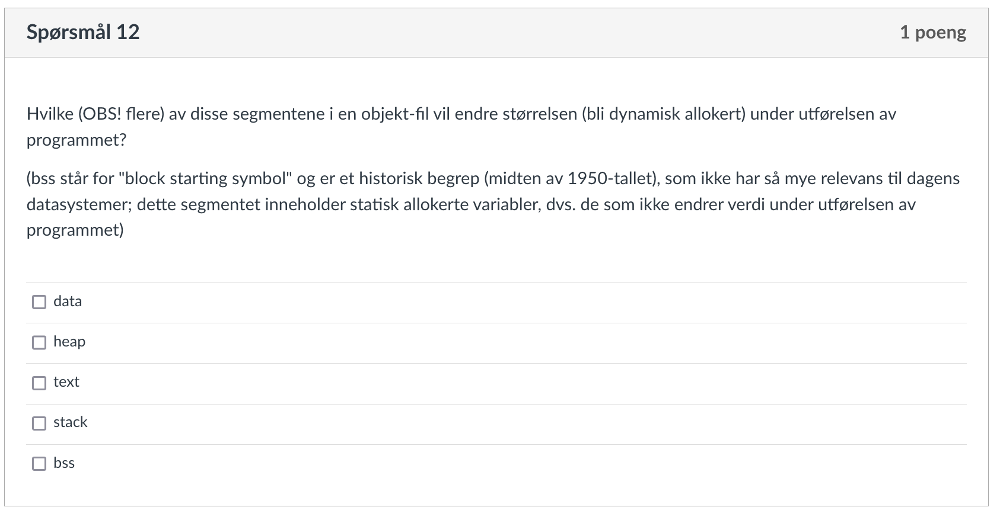 Spørsmål 12
1 poeng
Hvilke (OBS! flere) av disse segmentene i en objekt-fil vil endre størrelsen (bli dynamisk allokert) under utførelsen av
programmet?
(bss står for "block starting symbol" og er et historisk begrep (midten av 1950-tallet), som ikke har så mye relevans til dagens
datasystemer; dette segmentet inneholder statisk allokerte variabler, dvs. de som ikke endrer verdi under utførelsen av
programmet)
data
heap
text
stack
bss